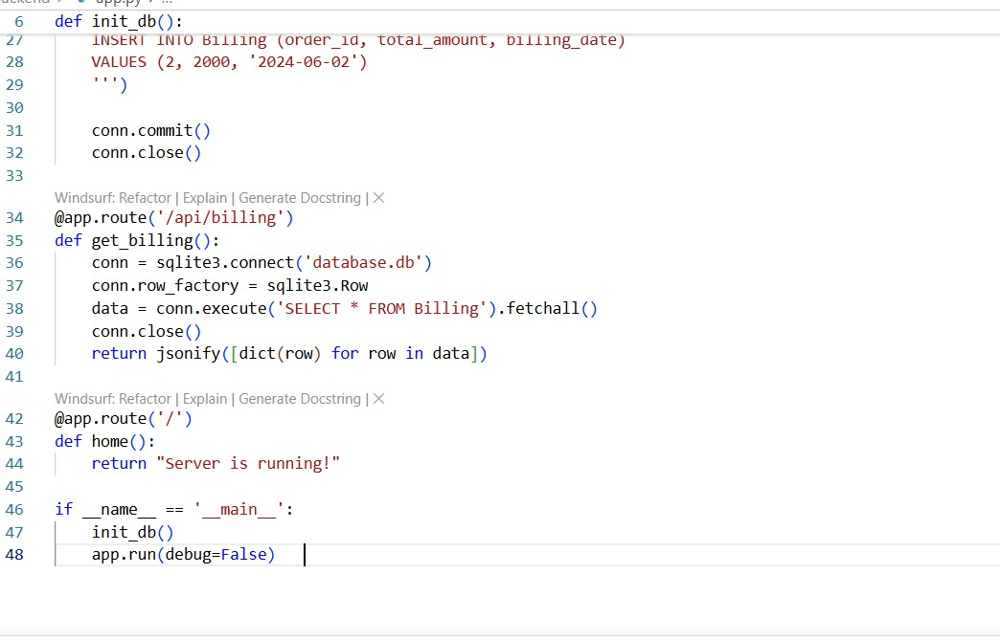 backend > app.py > ...
6 def init_db():
27 INSERT INTO Billing (order_id, total_amount, billing_date)
28 VALUES (2, 2000, '2024-06-02')
29 ''')
30
31 conn.commit()
32 conn.close()
33
Windsurf: Refactor | Explain | Generate Docstring | ×
34 @app.route('/api/billing')
35 def get_billing():
36 conn = sqlite3.connect('database.db')
37 conn.row_factory = sqlite3.Row
38 data = conn.execute('SELECT * FROM Billing').fetchall()
39 conn.close()
40 return jsonify([dict(row) for row in data])
41
Windsurf: Refactor | Explain | Generate Docstring | ×
42 @app.route('/')
43 def home():
44 return "Server is running!"
45
46 if __name__ == '__main__':
47 init_db()
48 app.run(debug=False)